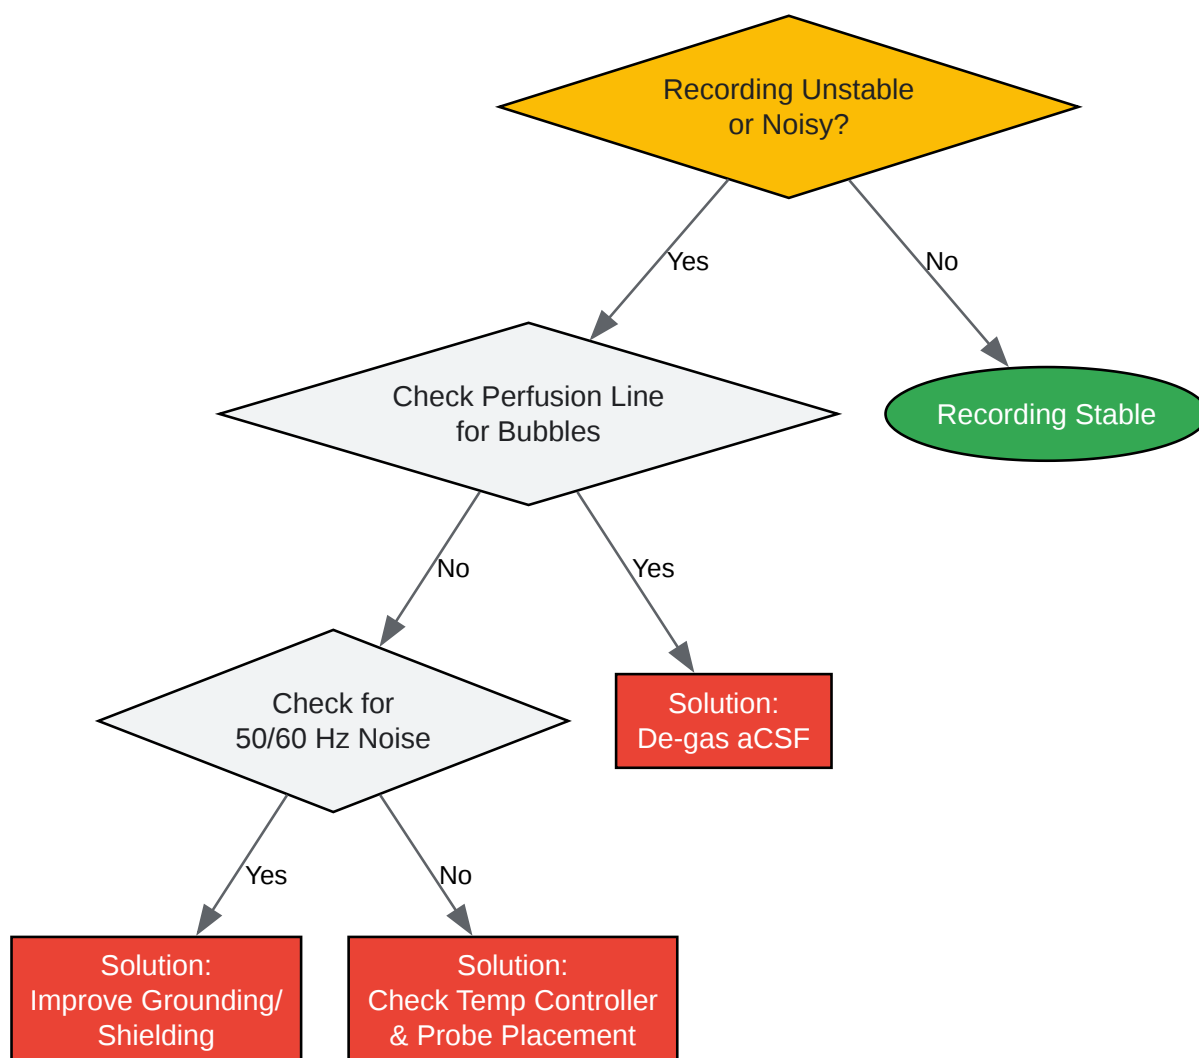 Recording Unstable
or Noisy?
Yes
No
Check Perfusion Line
for Bubbles
Recording Stable
No
Yes
Check for
50/60 Hz Noise
Solution:
De-gas aCSF
Yes
No
Solution:
Improve Grounding/
Shielding
Solution:
Check Temp Controller
& Probe Placement